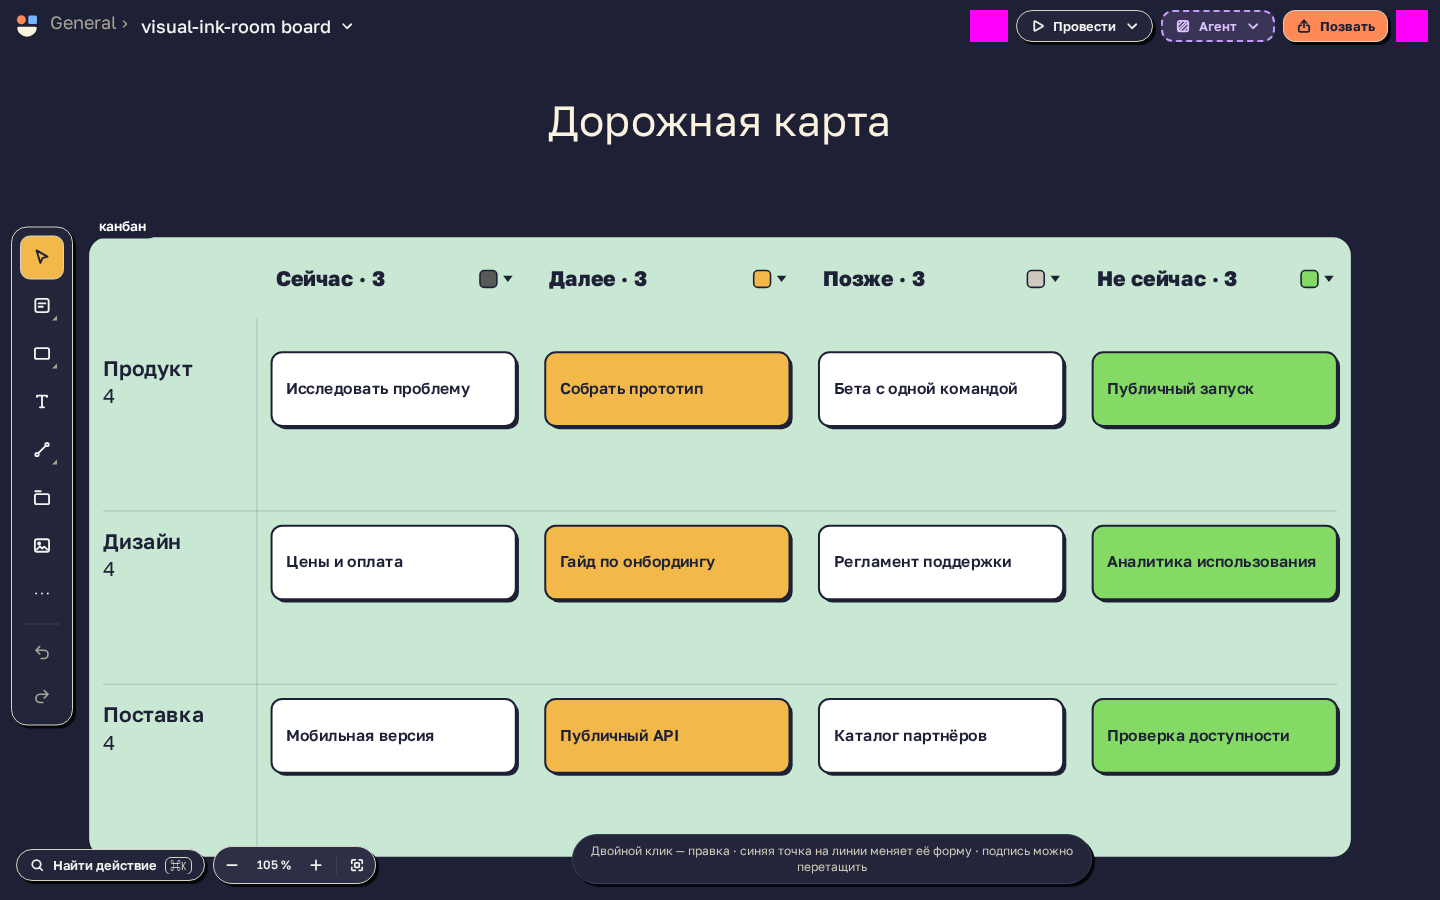 General › visual-ink-room board
Провести
Агент
Позвать
Дорожная карта
канбан
Сейчас · 3
Далее · 3
Позже · 3
Не сейчас · 3
Продукт
4
Исследовать проблему
Собрать прототип
Бета с одной командой
Публичный запуск
Дизайн
4
Цены и оплата
Гайд по онбордингу
Регламент поддержки
Аналитика использования
Поставка
4
Мобильная версия
Публичный API
Каталог партнёров
Проверка доступности
Найти действие ⌘K
105 %
Двойной клик — правка · синяя точка на линии меняет её форму · подпись можно
перетащить